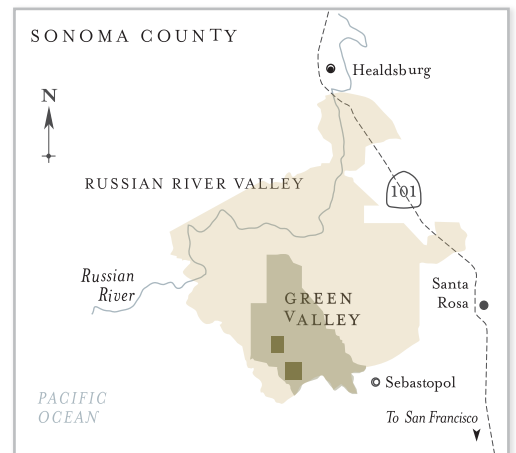 SONOMA COUNTY
Healdsburg
N
RUSSIAN RIVER VALLEY
101
Russian
River
Santa
Rosa
GREEN
VALLEY
Sebastopol
PACIFIC
OCEAN
To San Francisco